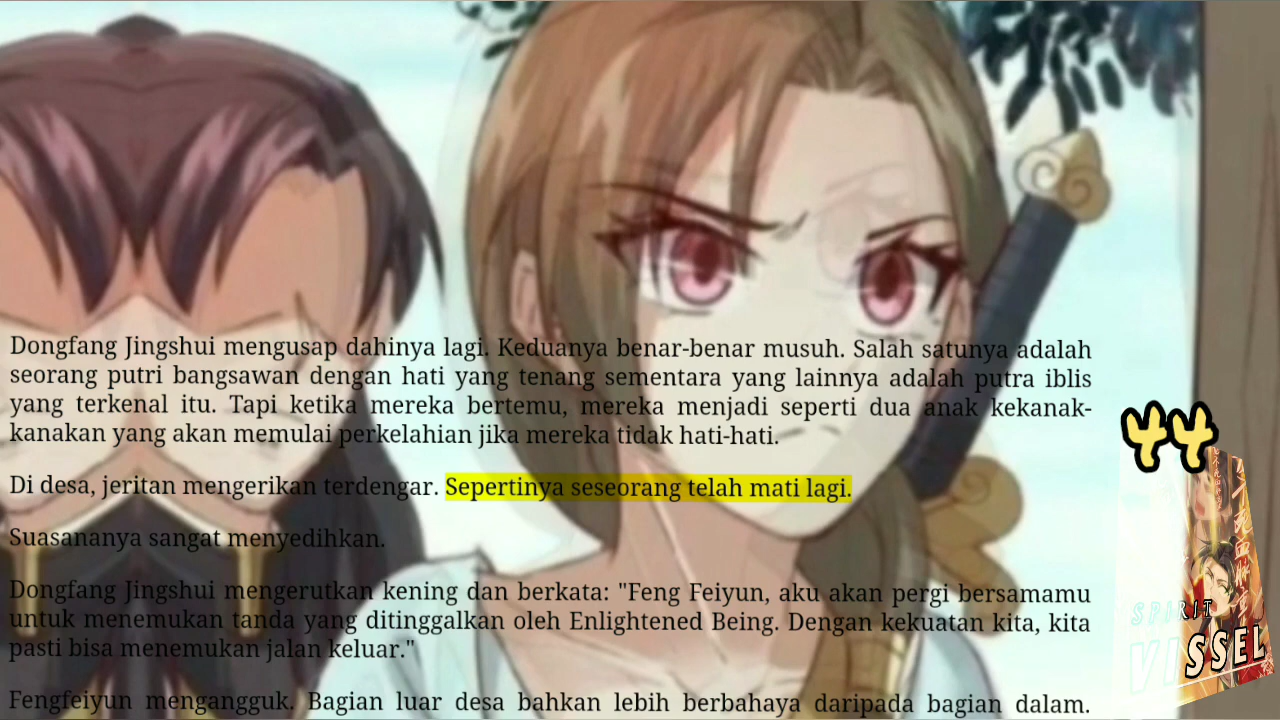 Dongfang Jingshui mengusap dahinya lagi. Keduanya benar-benar musuh. Salah satunya adalah
seorang putri bangsawan dengan hati yang tenang sementara yang lainnya adalah putra iblis
yang terkenal itu. Tapi ketika mereka bertemu, mereka menjadi seperti dua anak kekanak-
kanakan yang akan memulai perkelahian jika mereka tidak hati-hati.
Di desa, jeritan mengerikan terdengar. Sepertinya seseorang telah mati lagi.
Suasananya sangat menyedihkan.
Dongfang Jingshui mengerutkan kening dan berkata: "Feng Feiyun, aku akan pergi bersamamu
untuk menemukan tanda yang ditinggalkan oleh Enlightened Being. Dengan kekuatan kita, kita
pasti bisa menemukan jalan keluar."
Fengfeiyun mengangguk. Bagian luar desa bahkan lebih berbahaya daripada bagian dalam.
44
SPIRIT
VISSEL